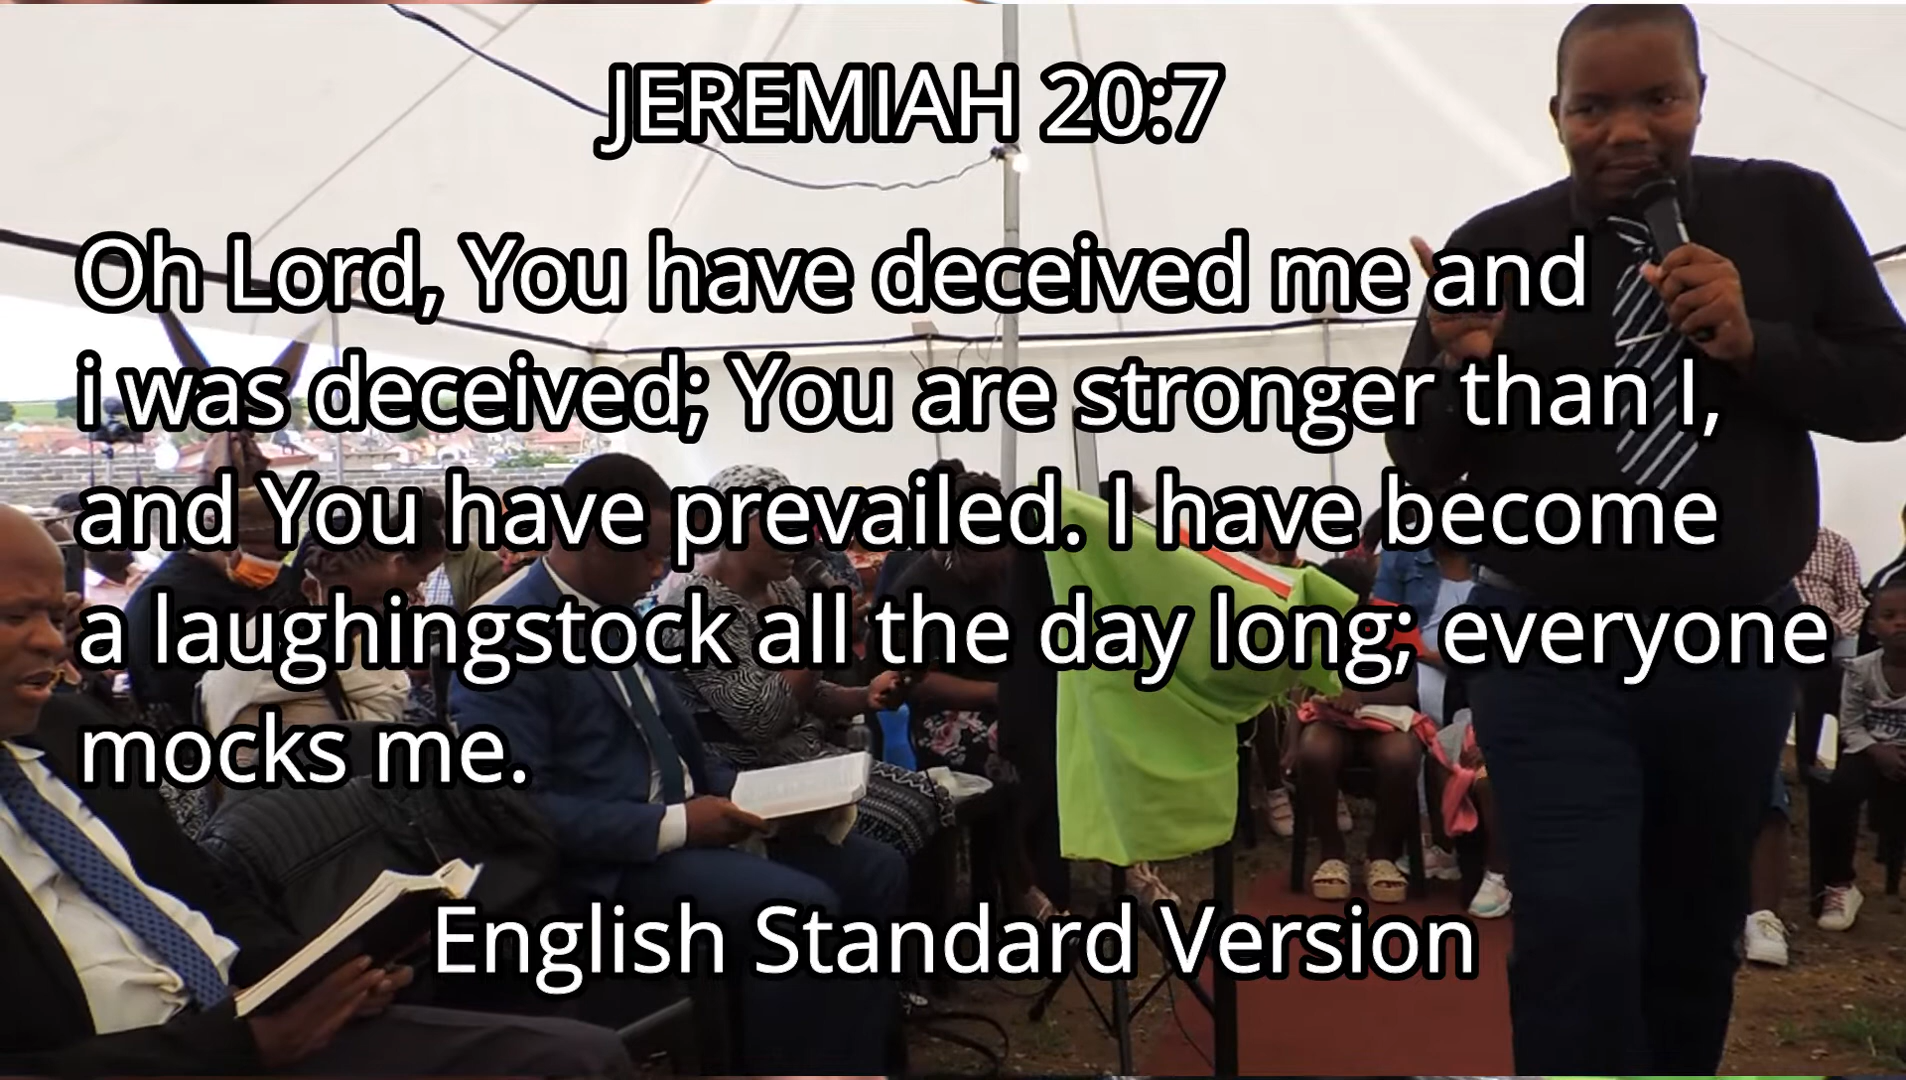 JEREMIAH 20:7
Oh Lord, You have deceived me and
i was deceived; You are stronger than I,
and You have prevailed. I have become
a laughingstock all the day long; everyone
mocks me.
English Standard Version